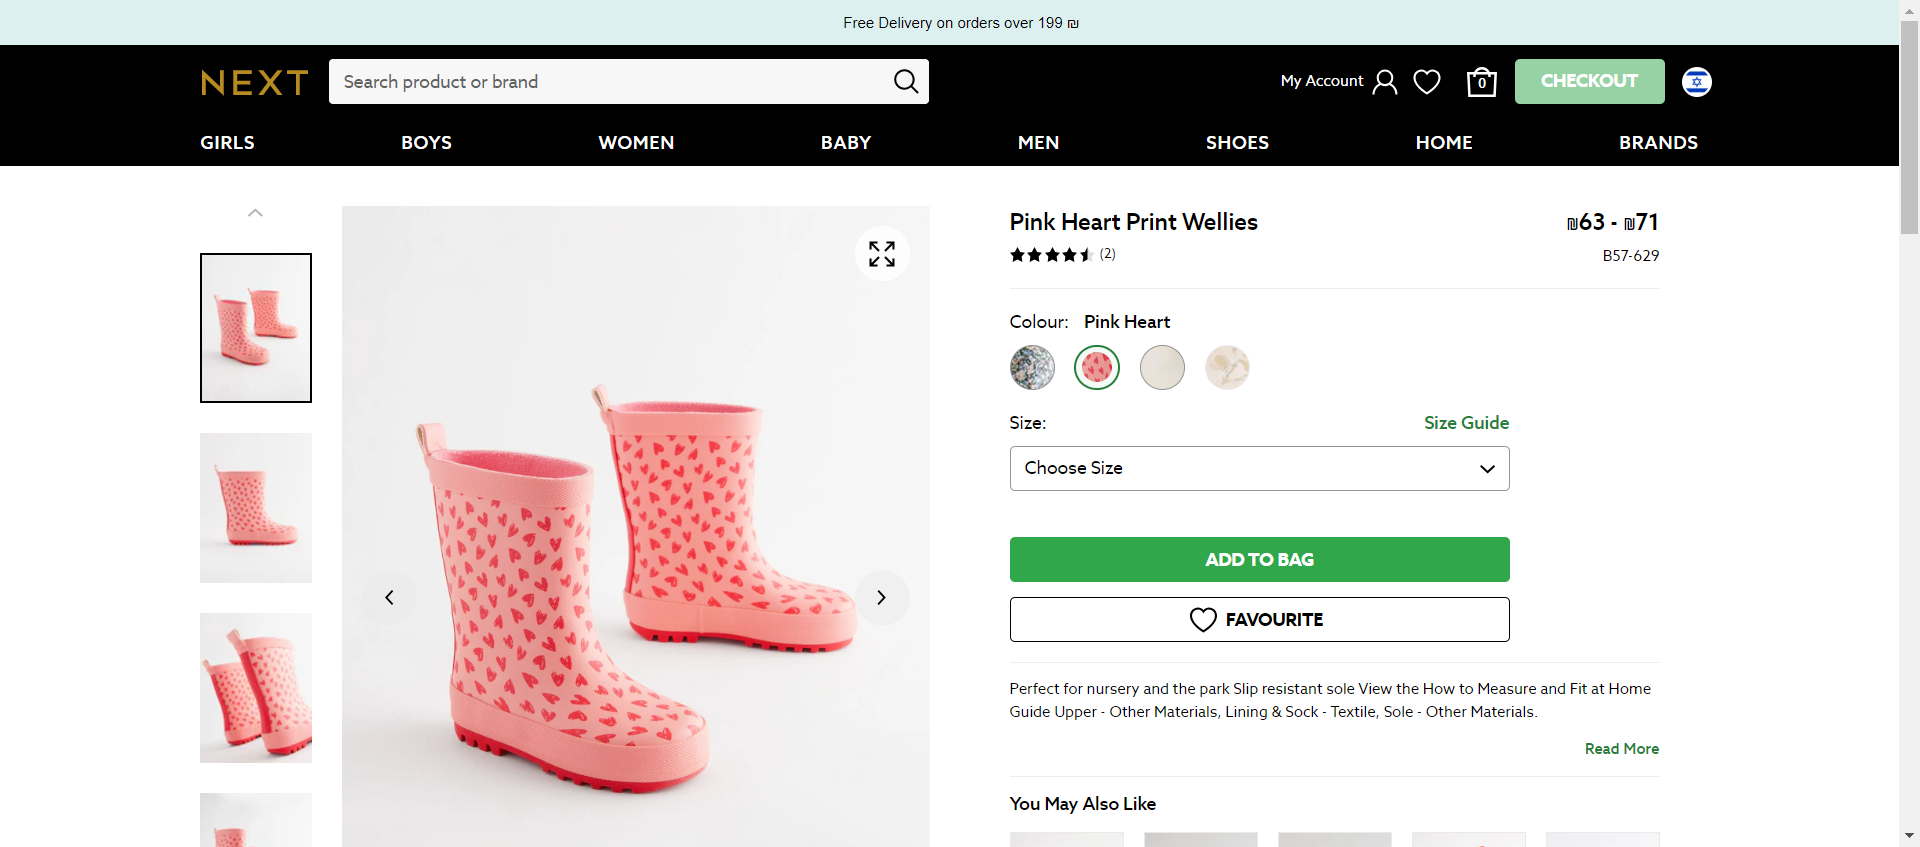 Free Delivery on orders over 199 ₪
NEXT
Search product or brand
My Account
0
CHECKOUT
GIRLS
BOYS
WOMEN
BABY
MEN
SHOES
HOME
BRANDS
Pink Heart Print Wellies
₪63 - ₪71
(2)
B57-629
Colour: Pink Heart
Size:
Size Guide
Choose Size
ADD TO BAG
FAVOURITE
Perfect for nursery and the park Slip resistant sole View the How to Measure and Fit at Home
Guide Upper - Other Materials, Lining & Sock - Textile, Sole - Other Materials.
Read More
You May Also Like